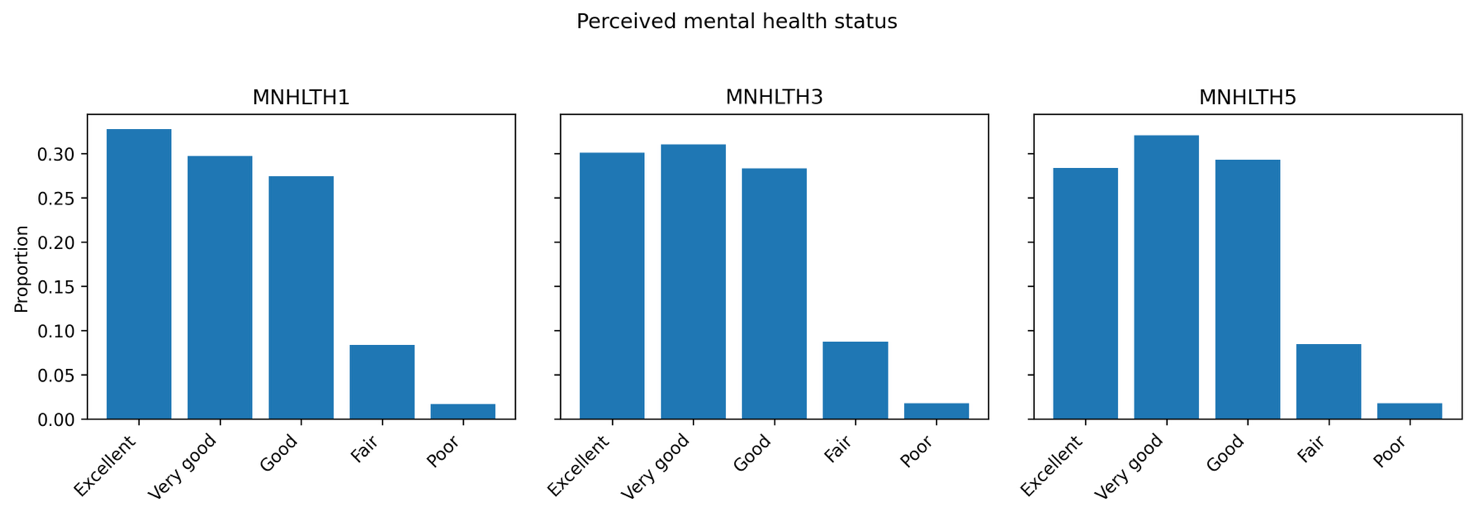 Perceived mental health status
MNHLTH1
MNHLTH3
MNHLTH5
Proportion
0.30
0.25
0.20
0.15
0.10
0.05
0.00
Excellent
Very good
Good
Fair
Poor
Excellent
Very good
Good
Fair
Poor
Excellent
Very good
Good
Fair
Poor